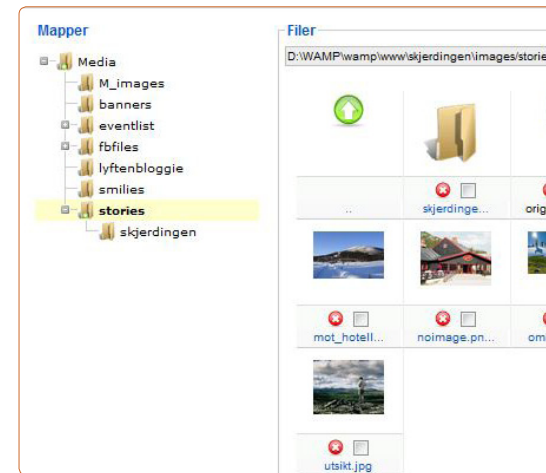 Mapper
Media
M_images
banners
eventlist
fbfiles
lyftenbloggie
smilies
stories
skjerdingen
Filer
D:\WAMP\wamp\www\skjerdingen\images\storie
..
skjerdinge...
orig
mot_hotell...
noimage.pn...
om
utsikt.jpg